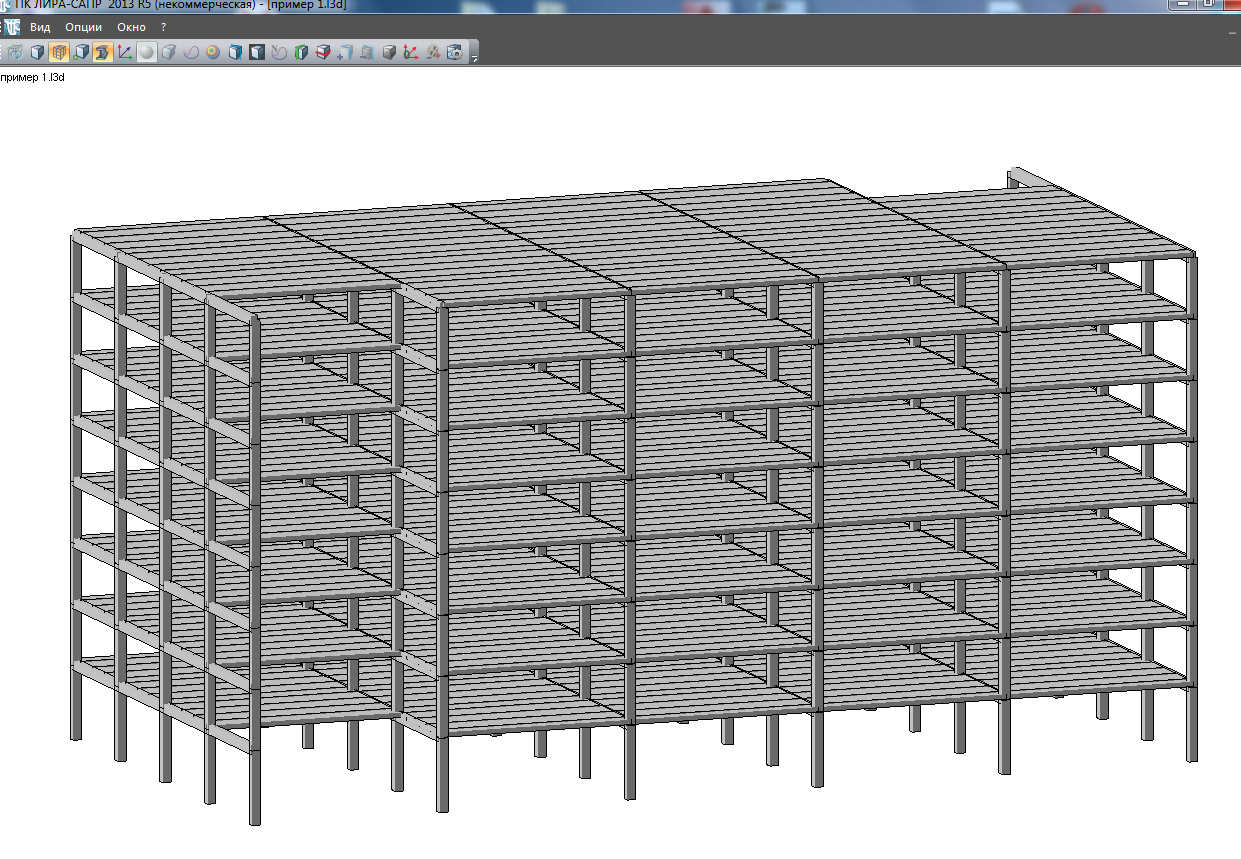 ПК ЛИРА-САПР 2013 R5 (некоммерческая) - [пример 1.l3d]
Вид Опции Окно ?
пример 1.l3d